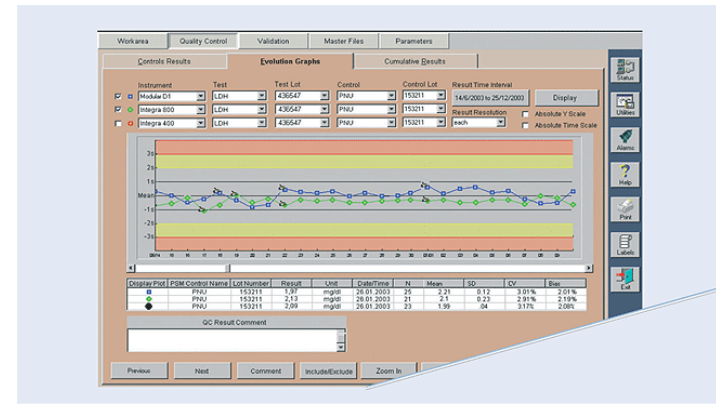 Workarea Quality Control Validation Master Files Parameters
Controls Results Evolution Graphs Cumulative Results
Instrument Test Test Lot Control Control Lot Result Time Interval
Modular D1 LDH 436547 PNU 153211 14/6/2003 to 25/12/2003 Display
Integra 800 LDH 436547 PNU 153211 Result Resolution Absolute Y Scale
Integra 400 LDH 436547 PNU 153211 each Absolute Time Scale
3s
2s
1s
Mean
-1s
-2s
-3s
Display Plot PSM Control Name Lot Number Result Unit Date/Time N Mean SD CV Bias
PNU 153211 1,97 mg/dl 26.01.2003 25 2.21 0.12 3.01% 2.01%
PNU 153211 2,13 mg/dl 26.01.2003 21 2.1 0.23 2.91% 2.19%
PNU 153211 2,09 mg/dl 26.01.2003 23 1.99 .04 3.17% 2.08%
QC Result Comment
Previous Next Comment Include/Exclude Zoom In
Status
Utilities
Alarms
Help
Print
Labels
Exit